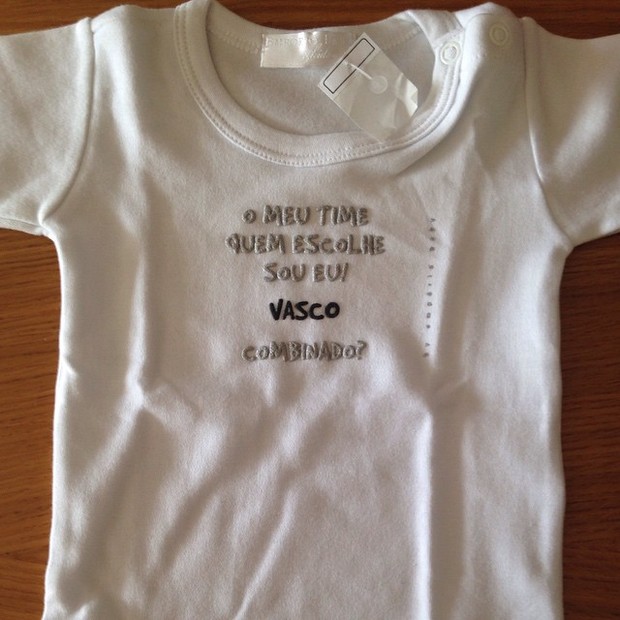 O MEU TIME
QUEM ESCOLHE
SOU EU!
VASCO
COMBINADO?